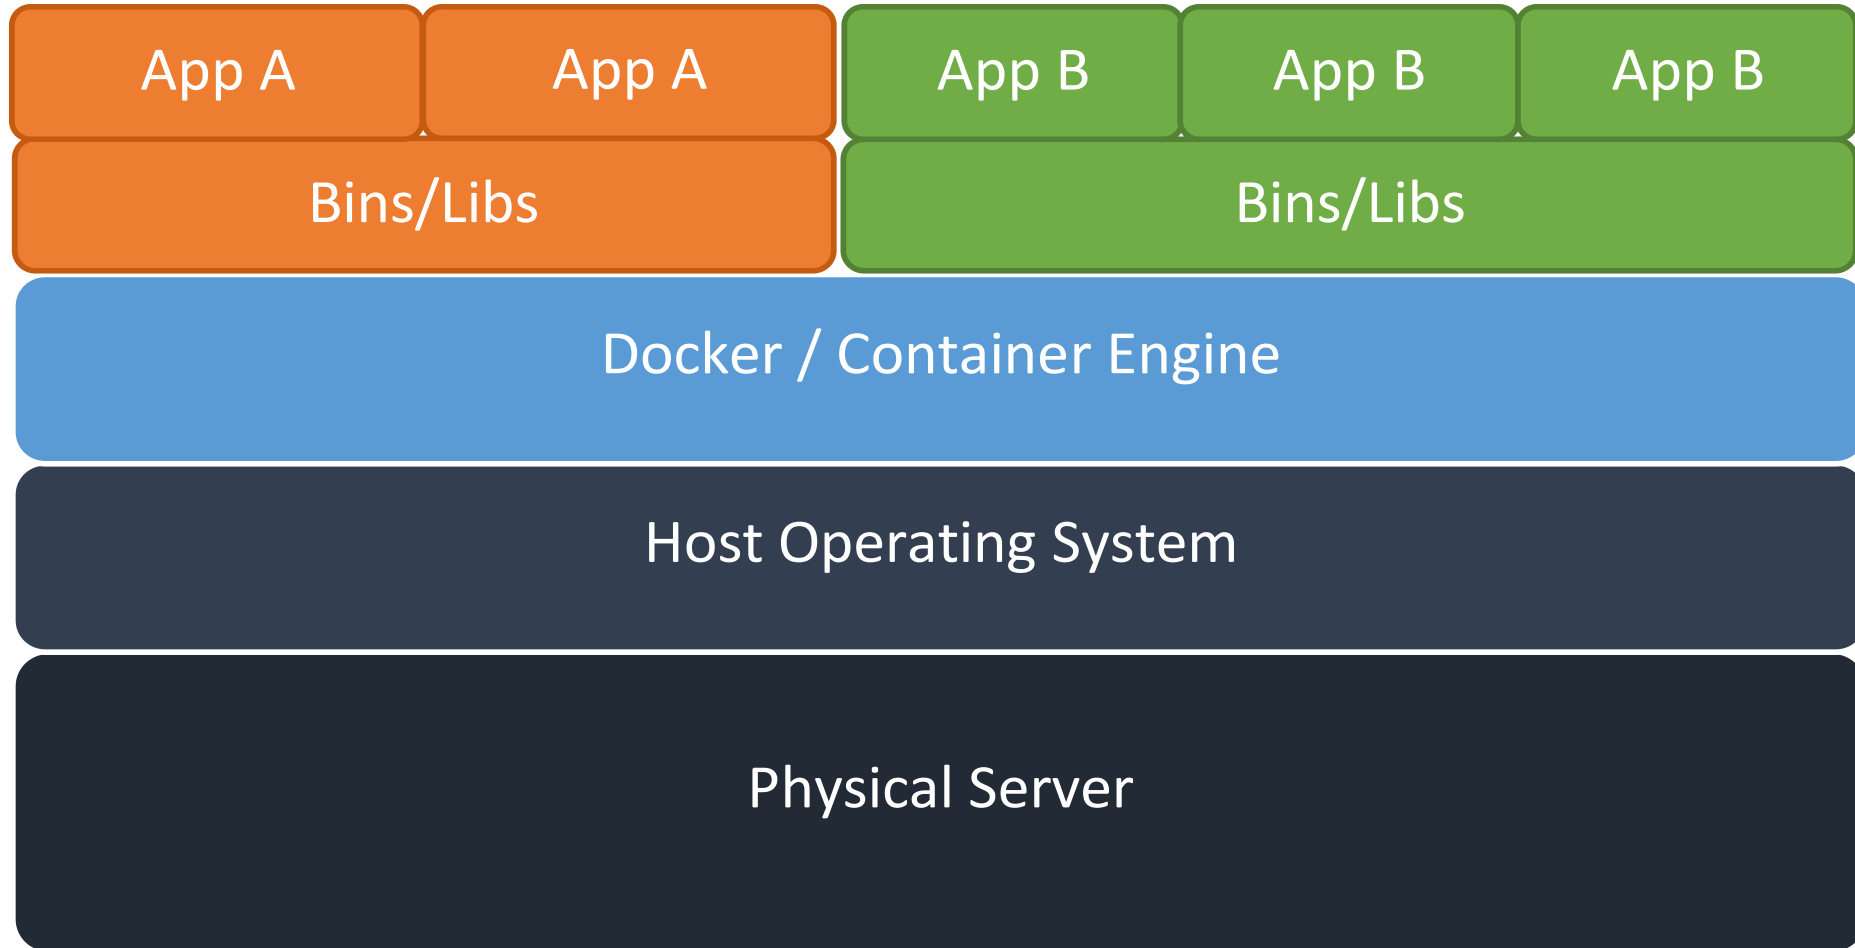 App A App A App B App B App B
Bins/Libs Bins/Libs
Docker / Container Engine
Host Operating System
Physical Server